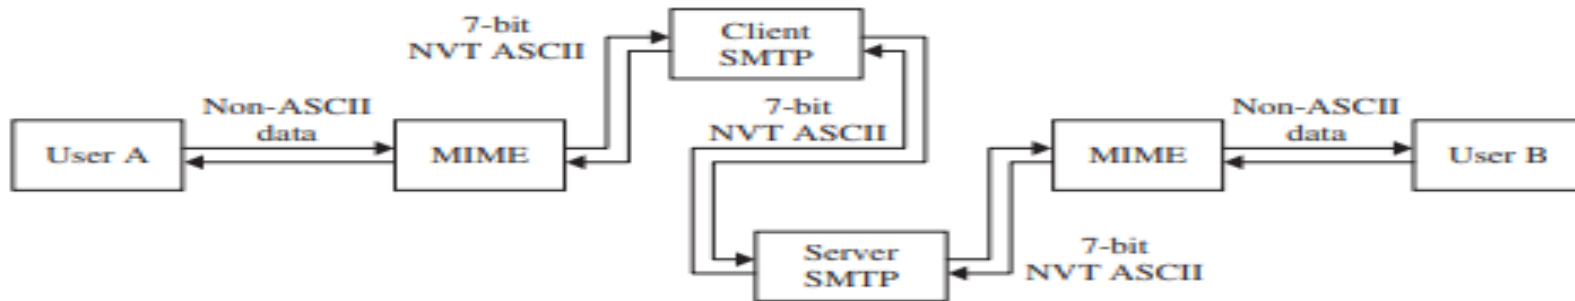 7-bit
NVT ASCII
Client
SMTP
Non-ASCII
data
User A
MIME
7-bit
NVT ASCII
Server
SMTP
7-bit
NVT ASCII
MIME
Non-ASCII
data
User B